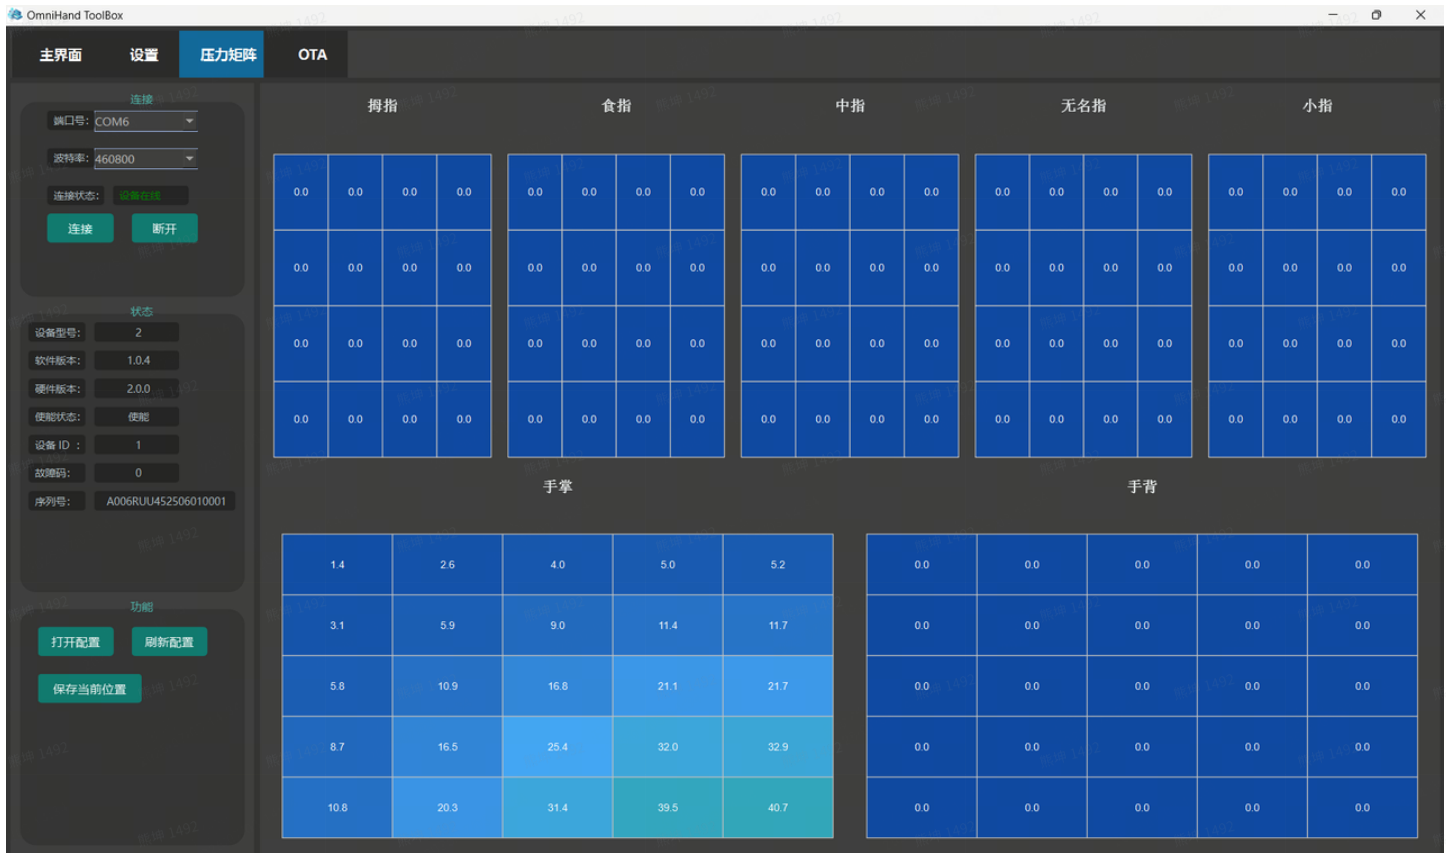 OmniHand ToolBox
主界面 设置 压力矩阵 OTA
连接
端口号: COM6
波特率: 460800
连接状态: 设备在线
连接 断开
状态
设备型号: 2
软件版本: 1.0.4
硬件版本: 2.0.0
使能状态: 使能
设备 ID : 1
故障码: 0
序列号: A006RUU452506010001
功能
打开配置 刷新配置
保存当前位置
拇指 食指 中指 无名指 小指
0.0 0.0 0.0 0.0 0.0 0.0 0.0 0.0 0.0 0.0 0.0 0.0 0.0 0.0 0.0 0.0 0.0 0.0 0.0 0.0
0.0 0.0 0.0 0.0 0.0 0.0 0.0 0.0 0.0 0.0 0.0 0.0 0.0 0.0 0.0 0.0 0.0 0.0 0.0 0.0
0.0 0.0 0.0 0.0 0.0 0.0 0.0 0.0 0.0 0.0 0.0 0.0 0.0 0.0 0.0 0.0 0.0 0.0 0.0 0.0
0.0 0.0 0.0 0.0 0.0 0.0 0.0 0.0 0.0 0.0 0.0 0.0 0.0 0.0 0.0 0.0 0.0 0.0 0.0 0.0
手掌 手背
1.4 2.6 4.0 5.0 5.2 0.0 0.0 0.0 0.0 0.0
3.1 5.9 9.0 11.4 11.7 0.0 0.0 0.0 0.0 0.0
5.8 10.9 16.8 21.1 21.7 0.0 0.0 0.0 0.0 0.0
8.7 16.5 25.4 32.0 32.9 0.0 0.0 0.0 0.0 0.0
10.8 20.3 31.4 39.5 40.7 0.0 0.0 0.0 0.0 0.0